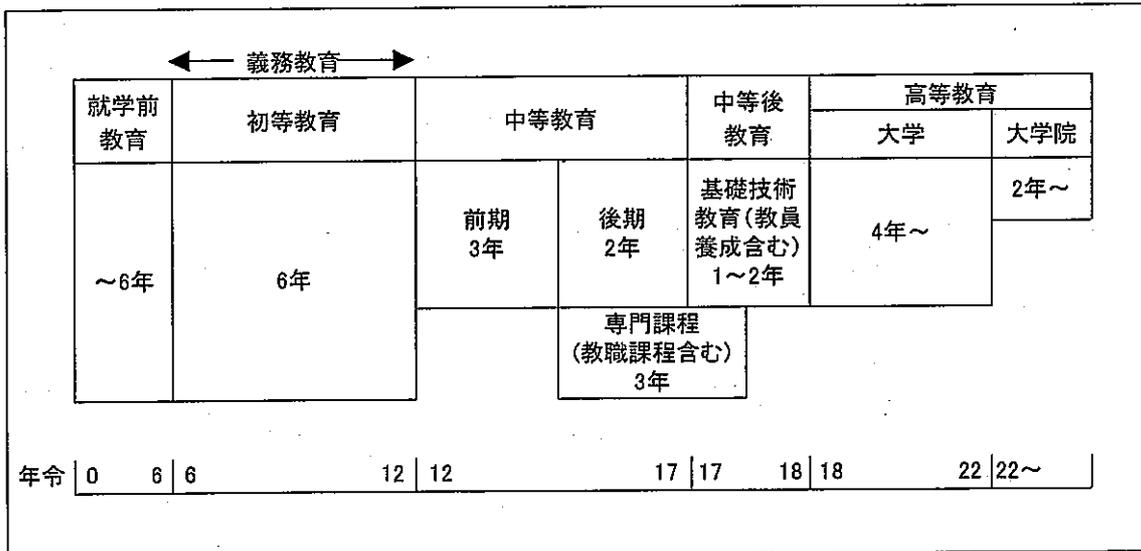 義務教育
就学前
教育
初等教育
中等教育
中等後
教育
高等教育
大学
大学院
~6年
6年
前期
3年
後期
2年
基礎技術
教育(教員
養成含む)
1~2年
4年~
2年~
専門課程
(教職課程含む)
3年
年令 0 6 6 12 12 17 17 18 18 22 22~